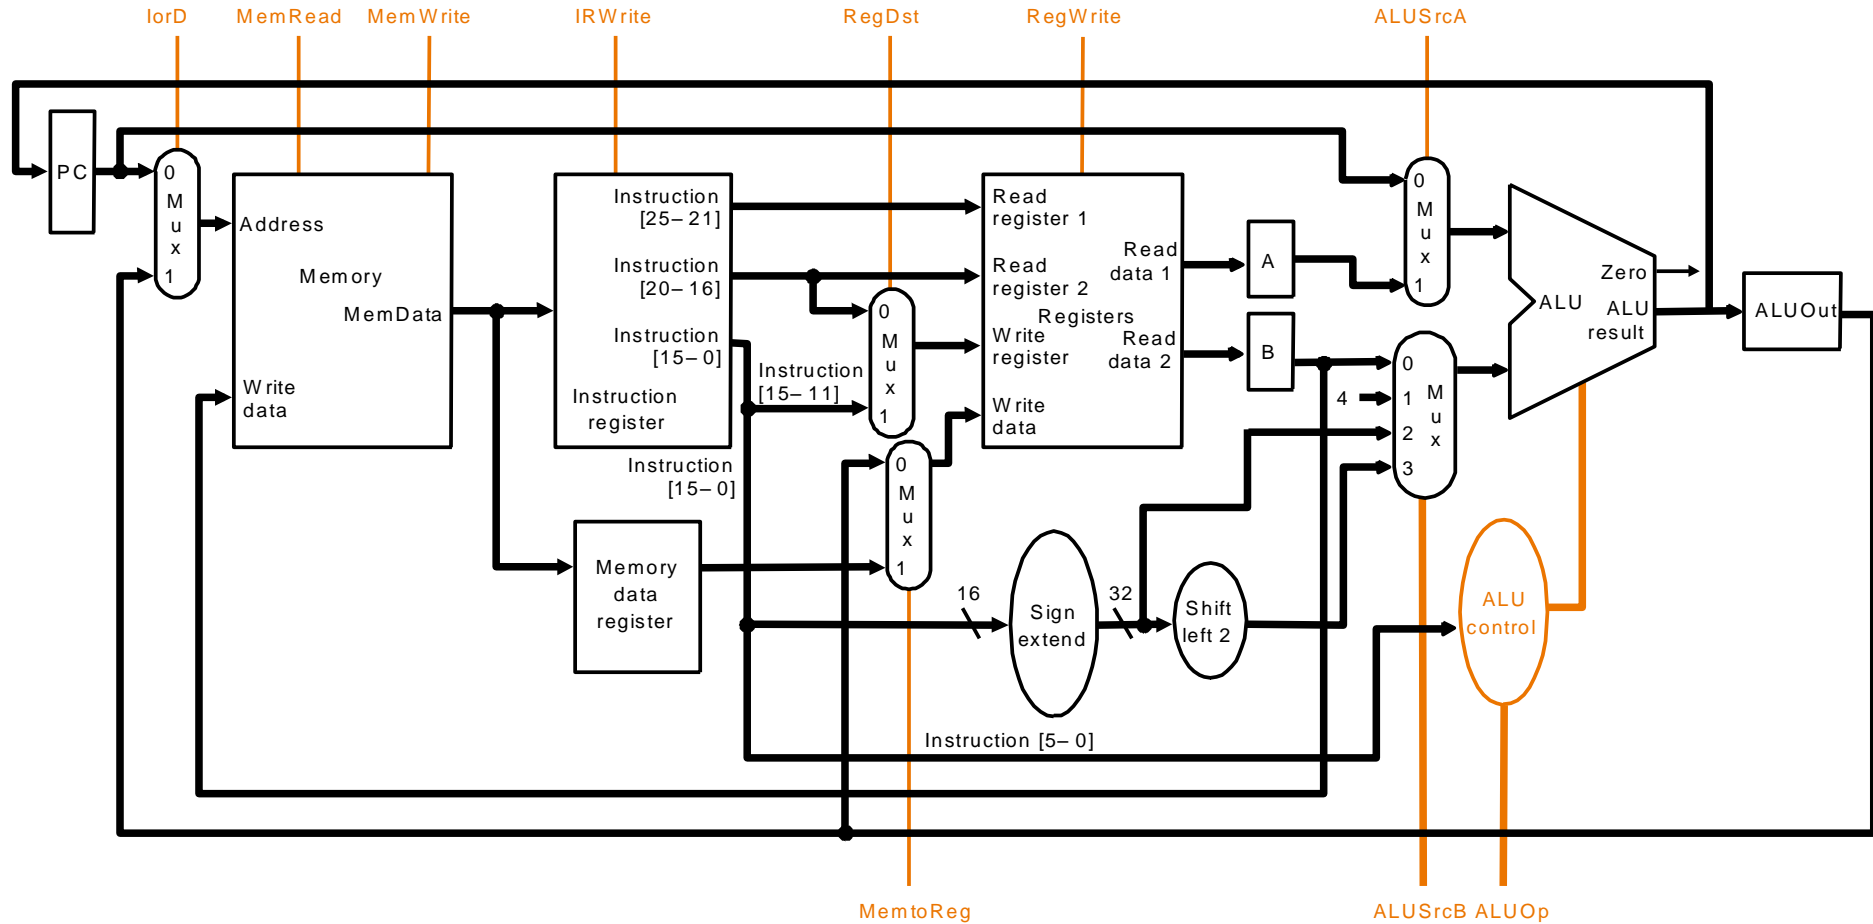 IorD MemRead MemWrite IRWrite RegDst RegWrite ALUSrcA
PC
0
M
u
x
1
Address
Memory
MemData
Write
data
Instruction
[25–21]
Instruction
[20–16]
Instruction
[15–0]
Instruction
register
Instruction
[15–11]
Instruction
[15–0]
0
M
u
x
1
0
M
u
x
1
Memory
data
register
Read
register 1
Read
register 2
Registers
Write
register
Write
data
Read
data 1
Read
data 2
16
Sign
extend
32
Shift
left 2
Instruction [5–0]
A
B
4
0
M
u
x
1
0
1
2
3
M
u
x
Zero
ALU
ALU
result
ALUOut
ALU
control
MemtoReg ALUSrcB ALUOp